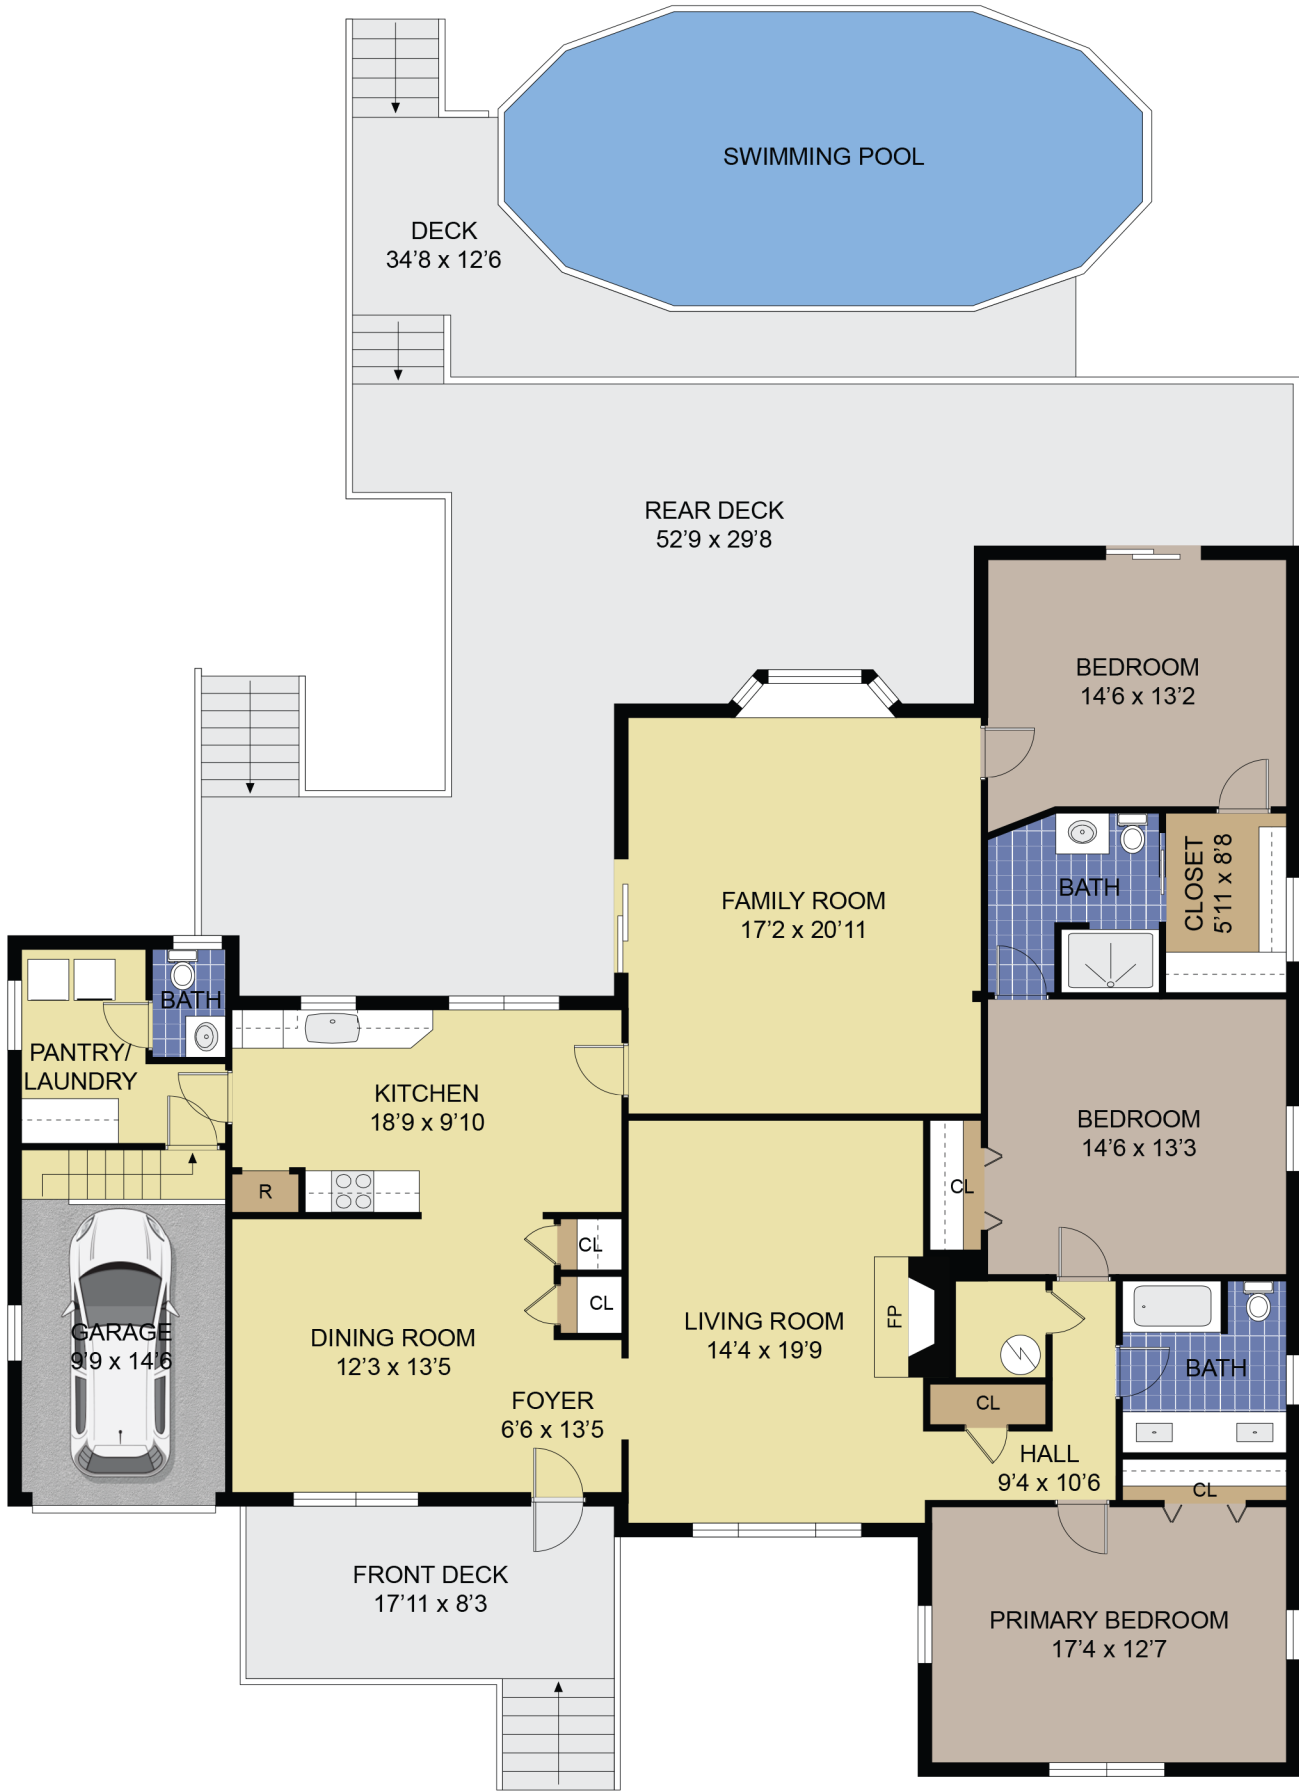 SWIMMING POOL
DECK
34'8 x 12'6
REAR DECK
52'9 x 29'8
BEDROOM
14'6 x 13'2
FAMILY ROOM
17'2 x 20'11
BATH
CLOSET
5'11 x 8'8
BATH
PANTRY/
LAUNDRY
KITCHEN
18'9 x 9'10
BEDROOM
14'6 x 13'3
R
CL
CL
CL
GARAGE
9'9 x 14'6
DINING ROOM
12'3 x 13'5
LIVING ROOM
14'4 x 19'9
FP
BATH
FOYER
6'6 x 13'5
CL
HALL
9'4 x 10'6
CL
FRONT DECK
17'11 x 8'3
PRIMARY BEDROOM
17'4 x 12'7